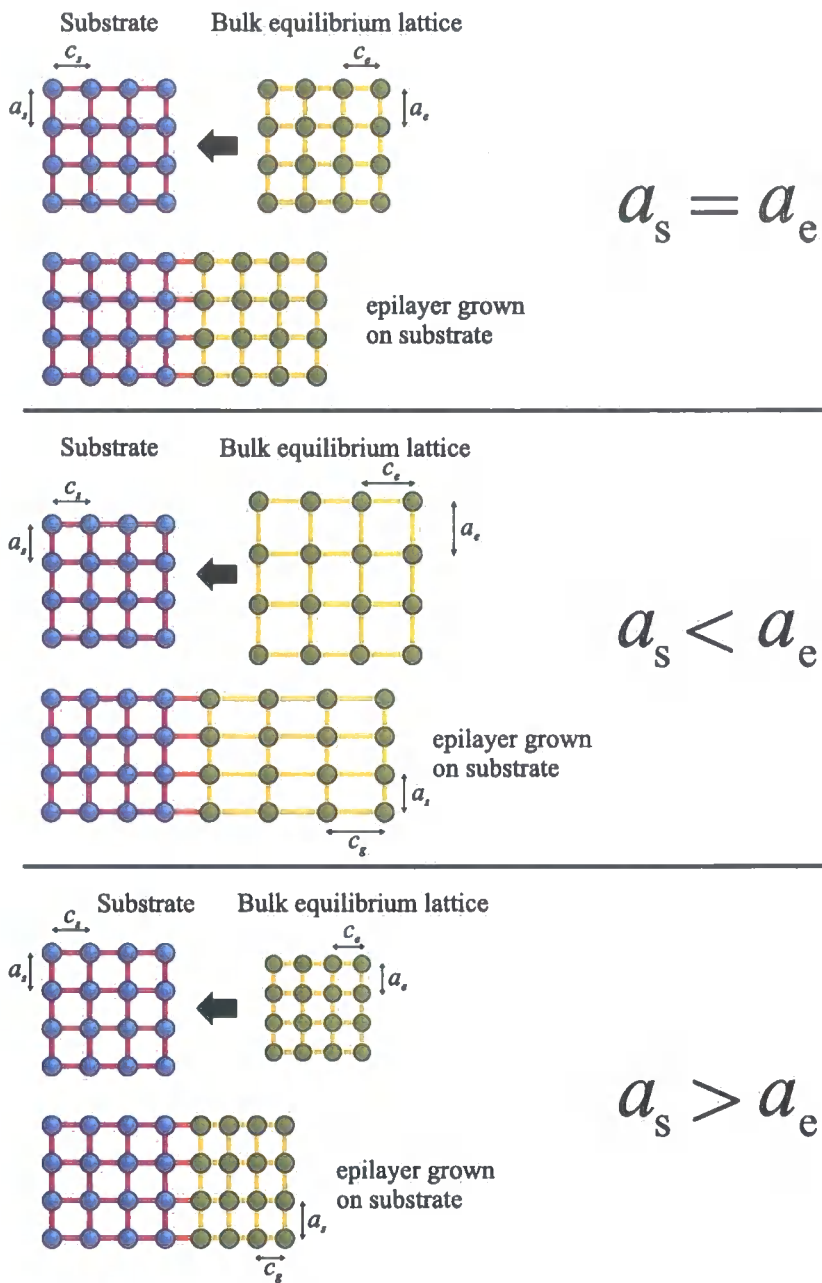 Substrate Bulk equilibrium lattice
c_s c_e
a_s a_e
a_s = a_e
epilayer grown
on substrate
Substrate Bulk equilibrium lattice
c_s c_e
a_s a_e
a_s < a_e
epilayer grown
on substrate
a_s
c_g
Substrate Bulk equilibrium lattice
c_s c_e
a_s a_e
a_s > a_e
epilayer grown
on substrate
a_s
c_g